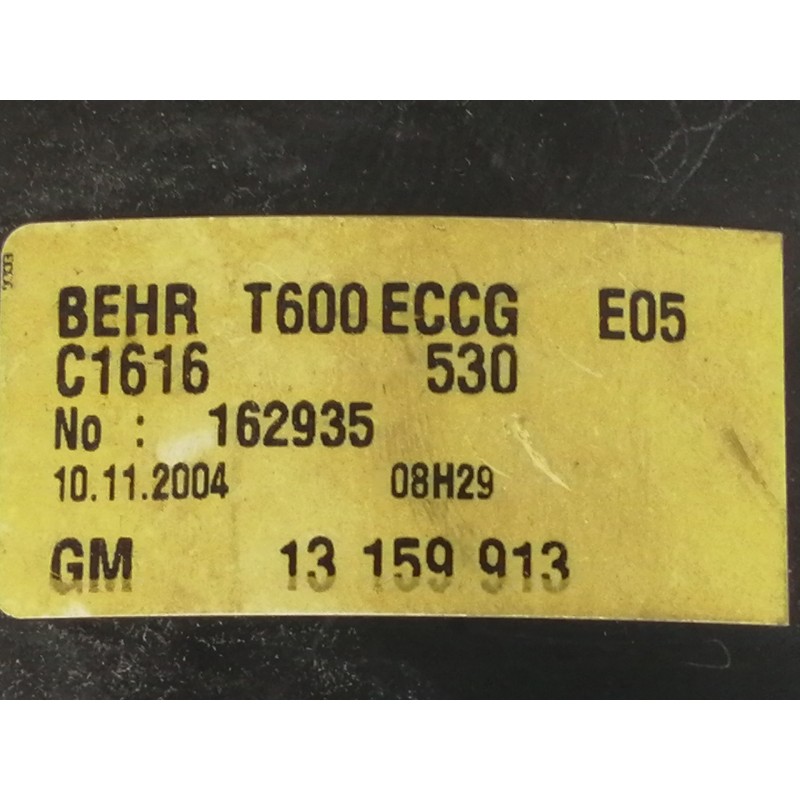 BEHR T600 ECCG E05
C1616 530
No : 162935
10.11.2004 08H29
GM 13 159 913